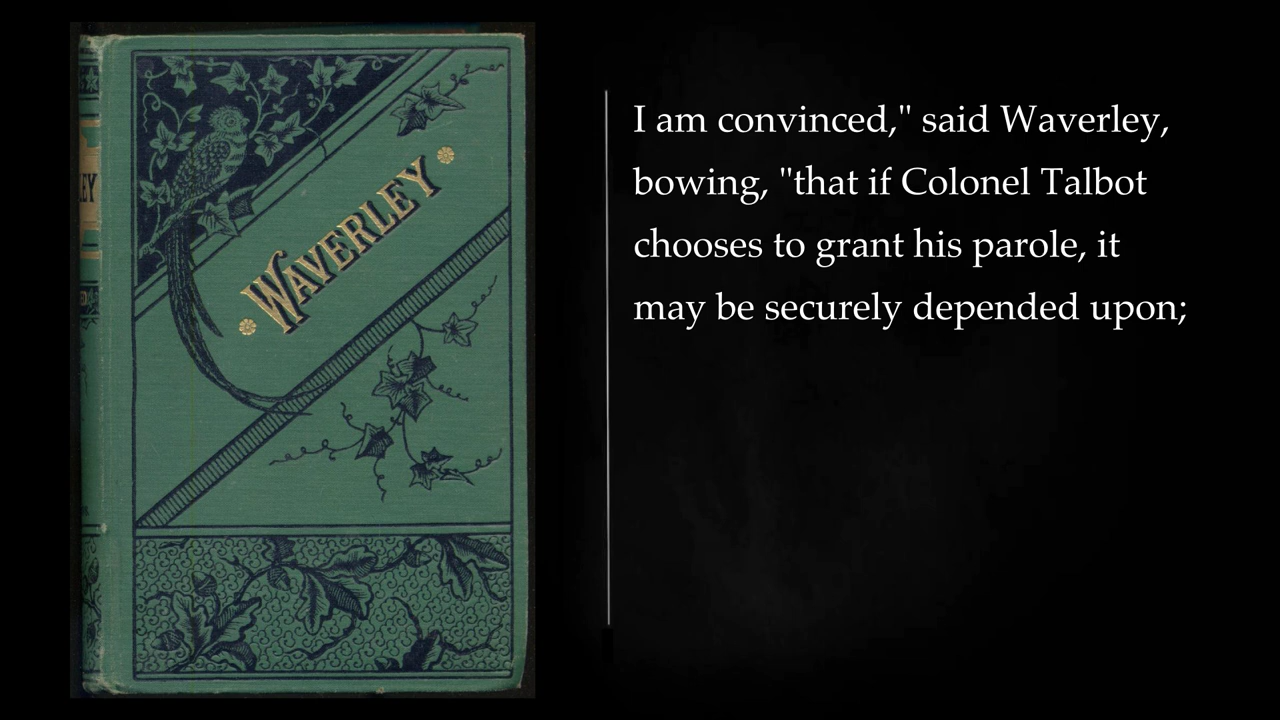 WAVERLEY
EY
I am convinced," said Waverley,
bowing, "that if Colonel Talbot
chooses to grant his parole, it
may be securely depended upon;